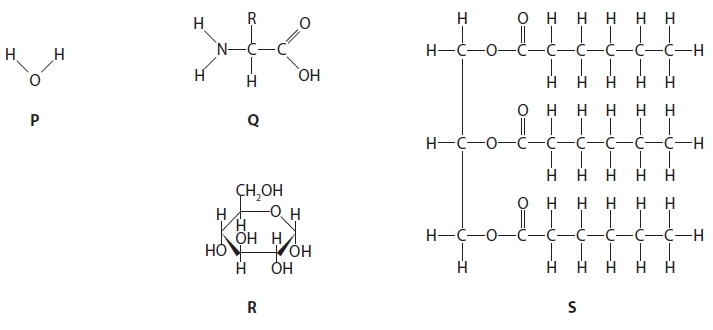 H H
O
P
H R O
N—C—C
H H OH
Q
CH₂OH
H O H
H
OH H
HO OH
H OH
R
H O H H H H H
H—C—O—C—C—C—C—C—C—H
H H H H H
O H H H H H
H—C—O—C—C—C—C—C—C—H
H H H H H
O H H H H H
H—C—O—C—C—C—C—C—C—H
H H H H H H
S